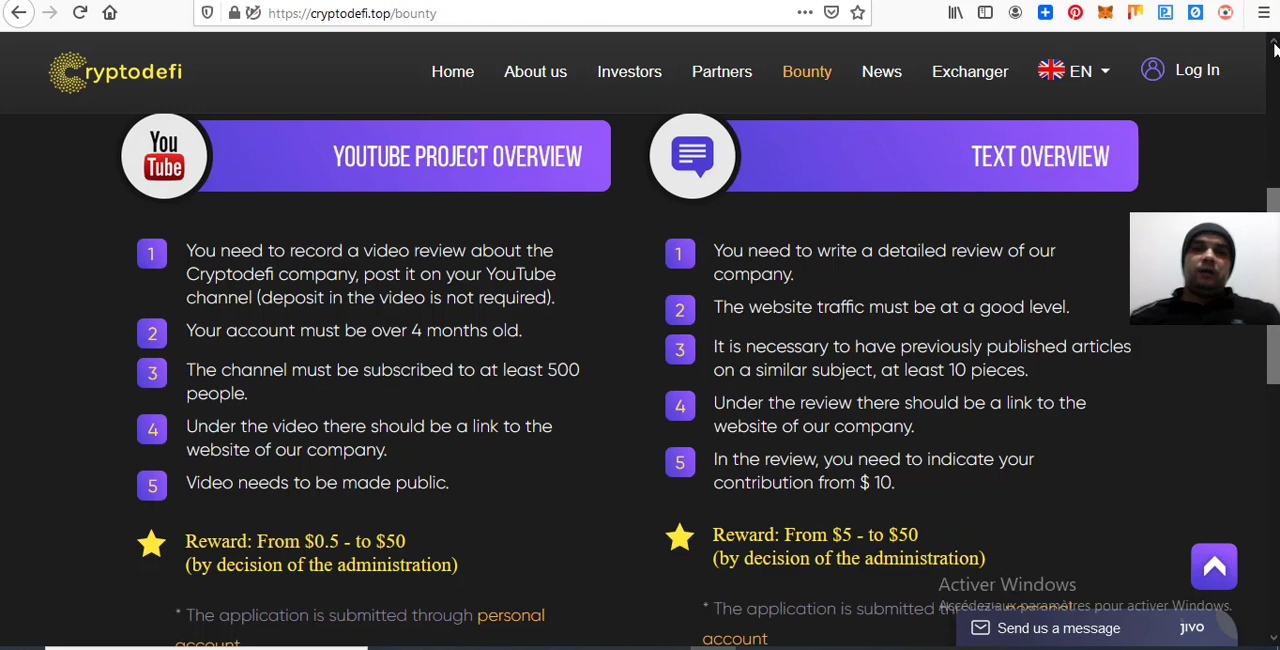 https://cryptodefi.top/bounty
Cryptodefi
Home About us Investors Partners Bounty News Exchanger EN Log In
You Tube
YOUTUBE PROJECT OVERVIEW
1 You need to record a video review about the
Cryptodefi company, post it on your YouTube
channel (deposit in the video is not required).
2 Your account must be over 4 months old.
3 The channel must be subscribed to at least 500
people.
4 Under the video there should be a link to the
website of our company.
5 Video needs to be made public.
Reward: From $0.5 - to $50
(by decision of the administration)
* The application is submitted through personal
account
TEXT OVERVIEW
1 You need to write a detailed review of our
company.
2 The website traffic must be at a good level.
3 It is necessary to have previously published articles
on a similar subject, at least 10 pieces.
4 Under the review there should be a link to the
website of our company.
5 In the review, you need to indicate your
contribution from $ 10.
Reward: From $5 - to $50
(by decision of the administration)
* The application is submitted
account
Activer Windows
Accédez aux paramètres pour activer Windows.
Send us a message jivo